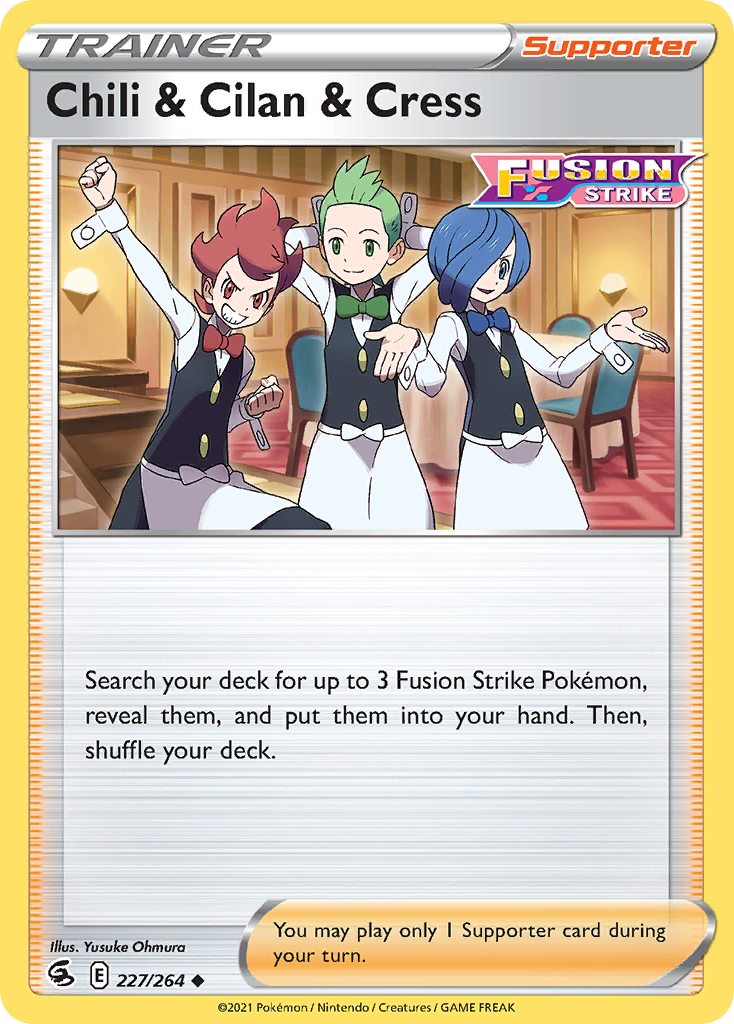 TRAINER
Supporter
Chili & Cilan & Cress
FUSION
STRIKE
Search your deck for up to 3 Fusion Strike Pokémon,
reveal them, and put them into your hand. Then,
shuffle your deck.
You may play only 1 Supporter card during
your turn.
Illus. Yusuke Ohmura
E 227/264
©2021 Pokémon / Nintendo / Creatures / GAME FREAK